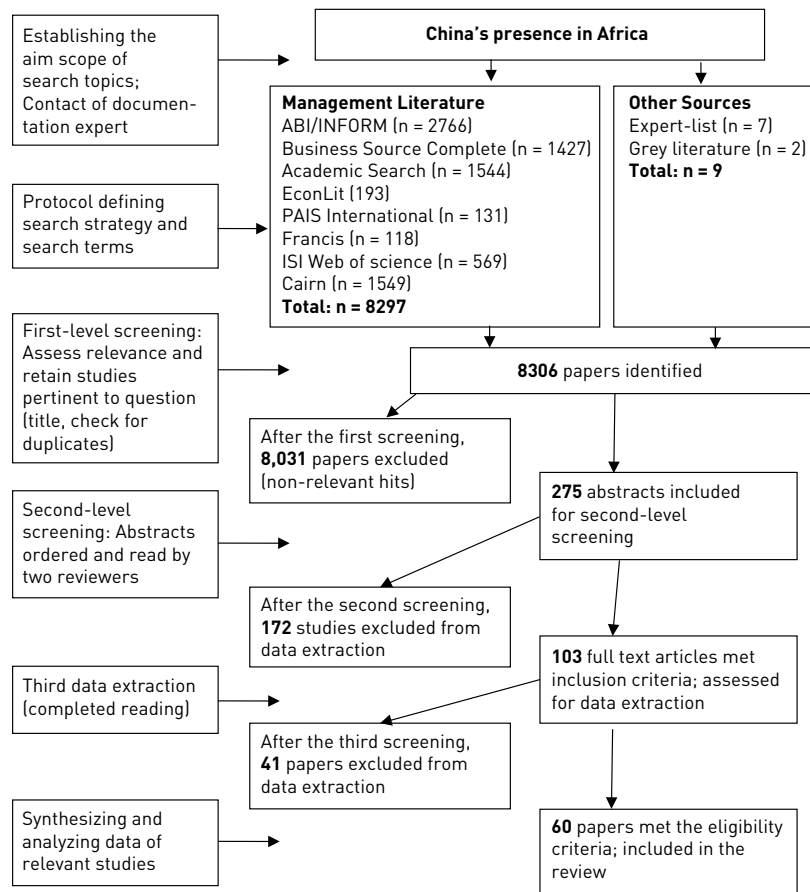 China’s presence in Africa
Establishing the
aim scope of
search topics;
Contact of documen-
tation expert
Management Literature
ABI/INFORM (n = 2766)
Business Source Complete (n = 1427)
Academic Search (n = 1544)
EconLit (193)
PAIS International (n = 131)
Francis (n = 118)
ISI Web of science (n = 569)
Cairn (n = 1549)
Total: n = 8297
Other Sources
Expert-list (n = 7)
Grey literature (n = 2)
Total: n = 9
Protocol defining
search strategy and
search terms
First-level screening:
Assess relevance and
retain studies
pertinent to question
(title, check for
duplicates)
8306 papers identified
After the first screening,
8,031 papers excluded
(non-relevant hits)
275 abstracts included
for second-level
screening
Second-level
screening: Abstracts
ordered and read by
two reviewers
After the second screening,
172 studies excluded from
data extraction
103 full text articles met
inclusion criteria; assessed
for data extraction
Third data extraction
(completed reading)
After the third screening,
41 papers excluded from
data extraction
Synthesizing and
analyzing data of
relevant studies
60 papers met the eligibility
criteria; included in the
review